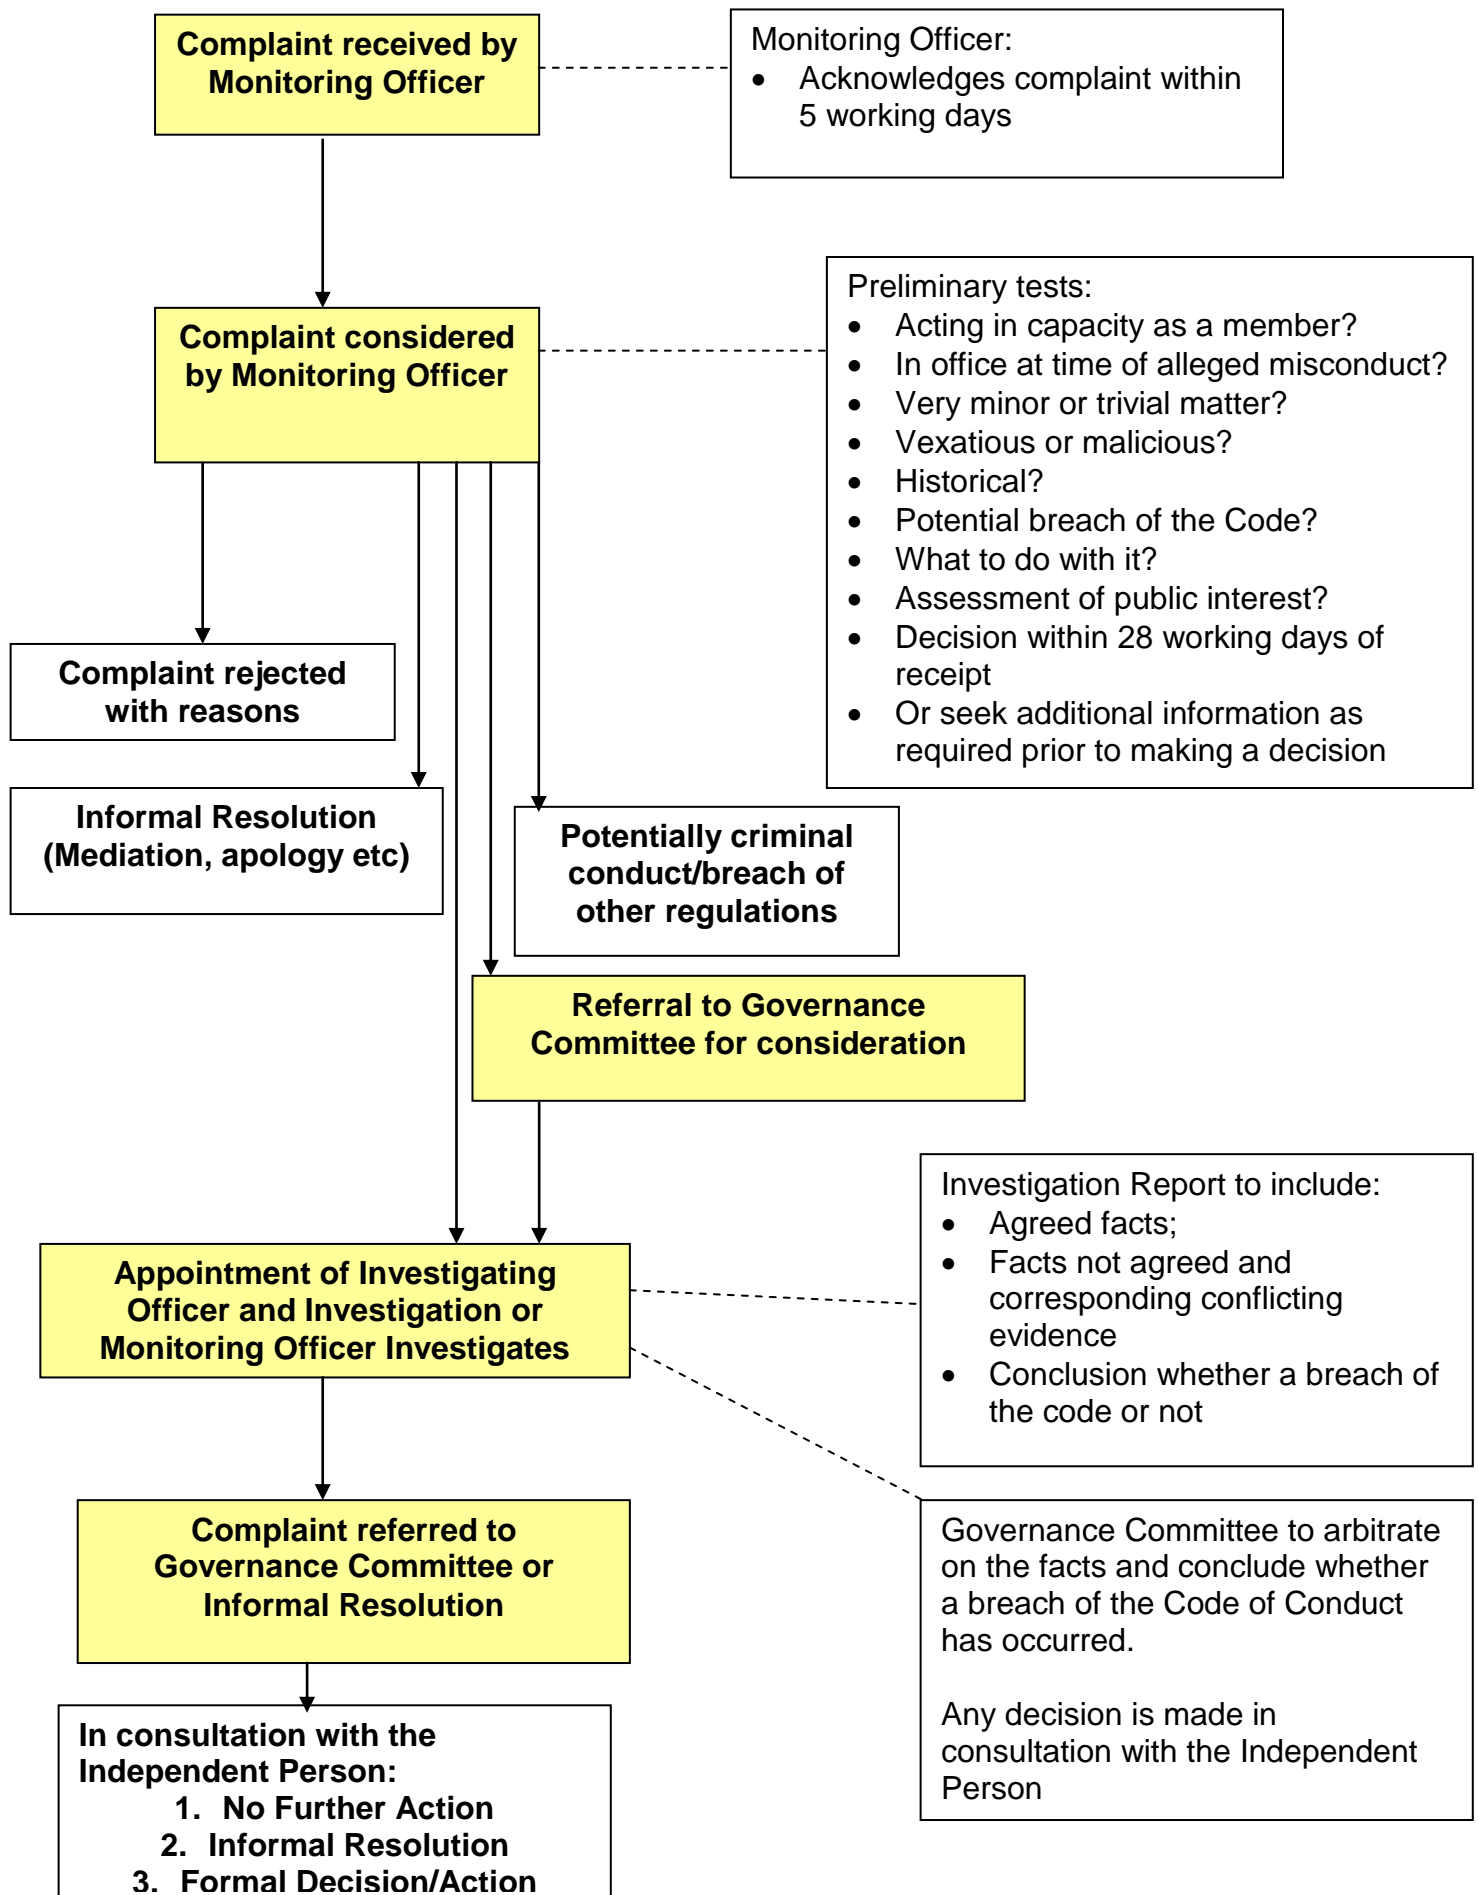 Complaint received by
Monitoring Officer
Monitoring Officer:
• Acknowledges complaint within
5 working days
Complaint considered
by Monitoring Officer
Preliminary tests:
• Acting in capacity as a member?
• In office at time of alleged misconduct?
• Very minor or trivial matter?
• Vexatious or malicious?
• Historical?
• Potential breach of the Code?
• What to do with it?
• Assessment of public interest?
• Decision within 28 working days of
receipt
• Or seek additional information as
required prior to making a decision
Complaint rejected
with reasons
Informal Resolution
(Mediation, apology etc)
Potentially criminal
conduct/breach of
other regulations
Referral to Governance
Committee for consideration
Appointment of Investigating
Officer and Investigation or
Monitoring Officer Investigates
Investigation Report to include:
• Agreed facts;
• Facts not agreed and
corresponding conflicting
evidence
• Conclusion whether a breach of
the code or not
Complaint referred to
Governance Committee or
Informal Resolution
Governance Committee to arbitrate
on the facts and conclude whether
a breach of the Code of Conduct
has occurred.
Any decision is made in
consultation with the Independent
Person
In consultation with the
Independent Person:
1. No Further Action
2. Informal Resolution
3. Formal Decision/Action